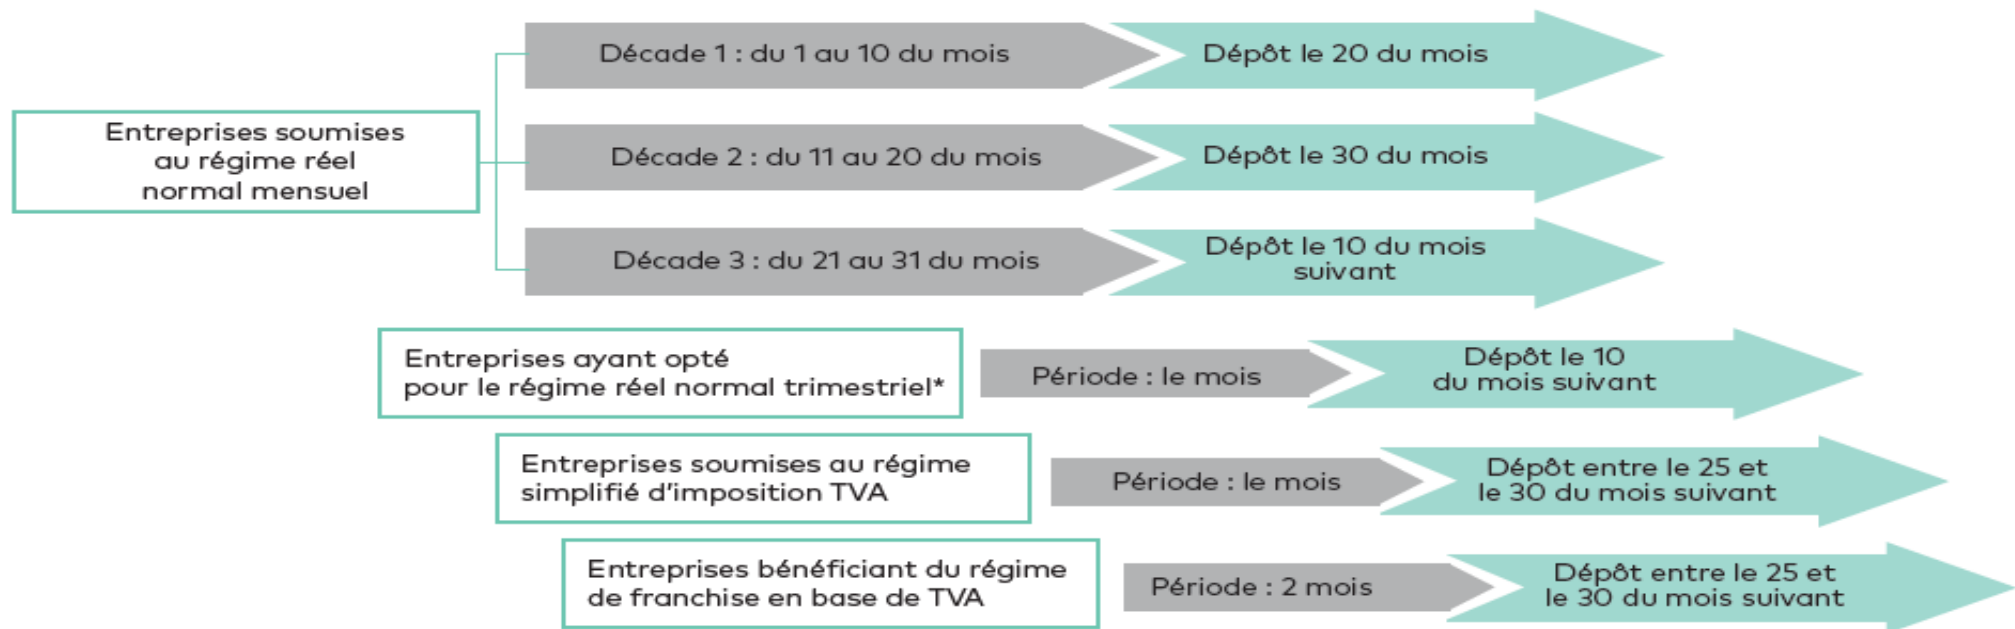 Entreprises soumises
au régime réel
normal mensuel
Décade 1 : du 1 au 10 du mois
Dépôt le 20 du mois
Décade 2 : du 11 au 20 du mois
Dépôt le 30 du mois
Décade 3 : du 21 au 31 du mois
Dépôt le 10 du mois
suivant
Entreprises ayant opté
pour le régime réel normal trimestriel*
Période : le mois
Dépôt le 10
du mois suivant
Entreprises soumises au régime
simplifié d'imposition TVA
Période : le mois
Dépôt entre le 25 et
le 30 du mois suivant
Entreprises bénéficiant du régime
de franchise en base de TVA
Période : 2 mois
Dépôt entre le 25 et
le 30 du mois suivant